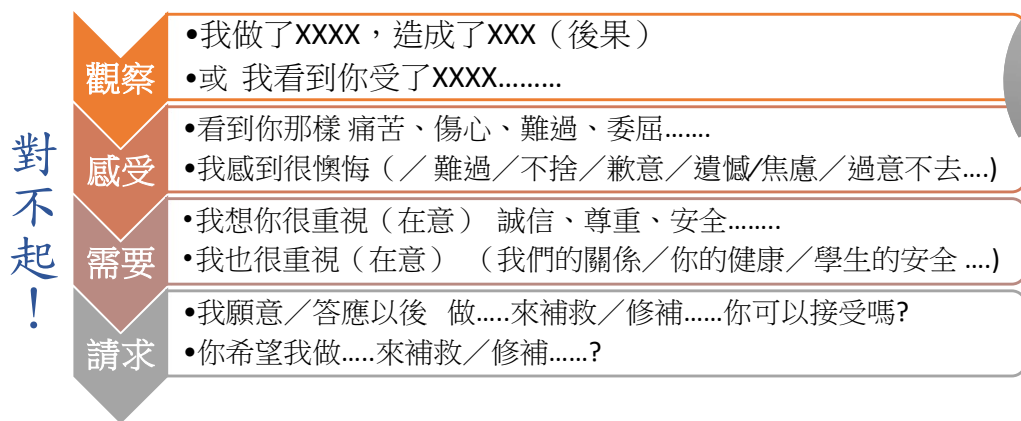 對不起！
觀察
•我做了XXXX，造成了XXX（後果）
•或 我看到你受了XXXX………
感受
•看到你那樣 痛苦、傷心、難過、委屈…….
•我感到很懊悔（／ 難過／不捨／歉意／遺憾/焦慮／過意不去….)
需要
•我想你很重視（在意） 誠信、尊重、安全……..
•我也很重視（在意） （我們的關係／你的健康／學生的安全 ….)
請求
•我願意／答應以後 做…..來補救／修補……你可以接受嗎?
•你希望我做…..來補救／修補……?